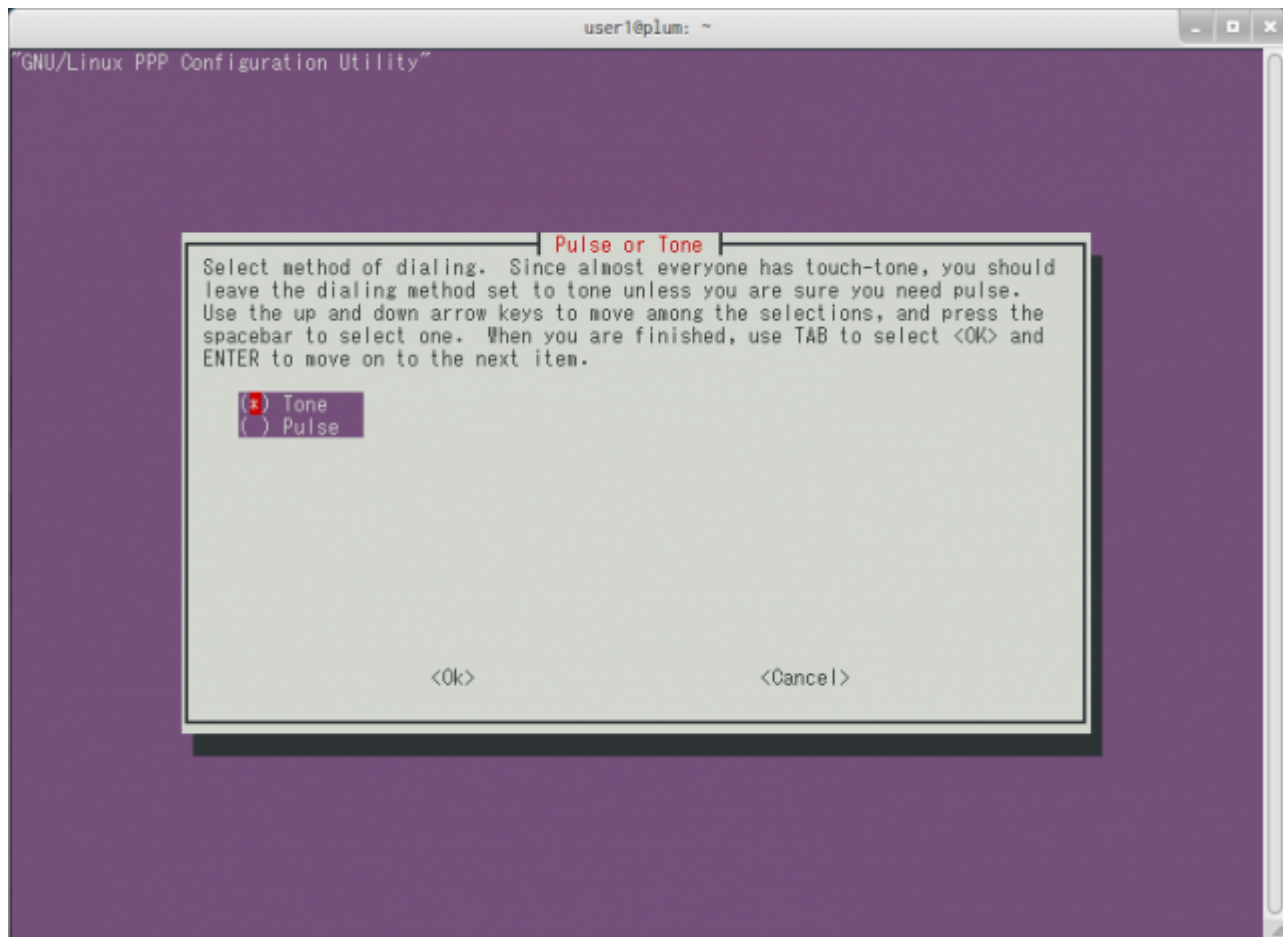 user1@plum: ~
"GNU/Linux PPP Configuration Utility"
Pulse or Tone
Select method of dialing.  Since almost everyone has touch-tone, you should
leave the dialing method set to tone unless you are sure you need pulse.
Use the up and down arrow keys to move among the selections, and press the
spacebar to select one.  When you are finished, use TAB to select <OK> and
ENTER to move on to the next item.
(*) Tone
( ) Pulse
<Ok> <Cancel>